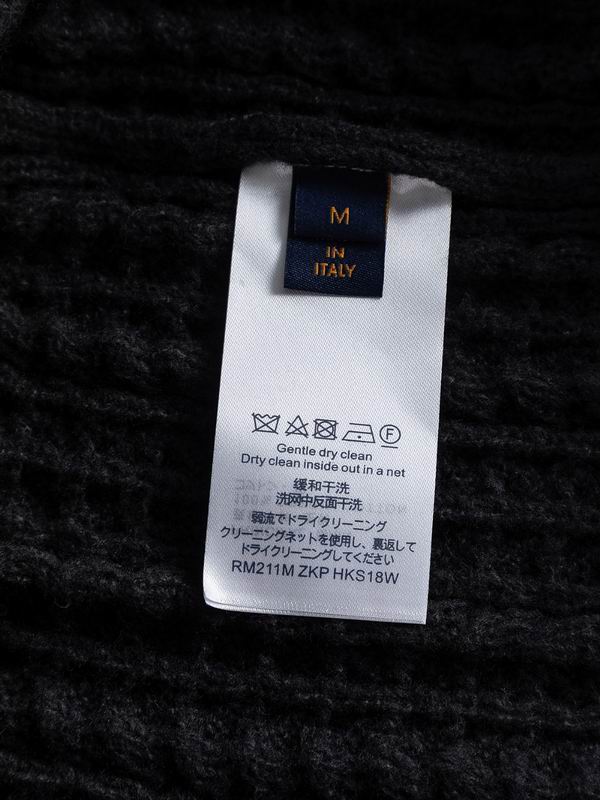 M
IN
ITALY
F
Gentle dry clean
Drty clean inside out in a net
缓和干洗
洗网中反面干洗
弱流でドライクリーニング
クリーニングネットを使用し、裏返して
ドライクリーニングしてください
RM211M ZKP HKS18W